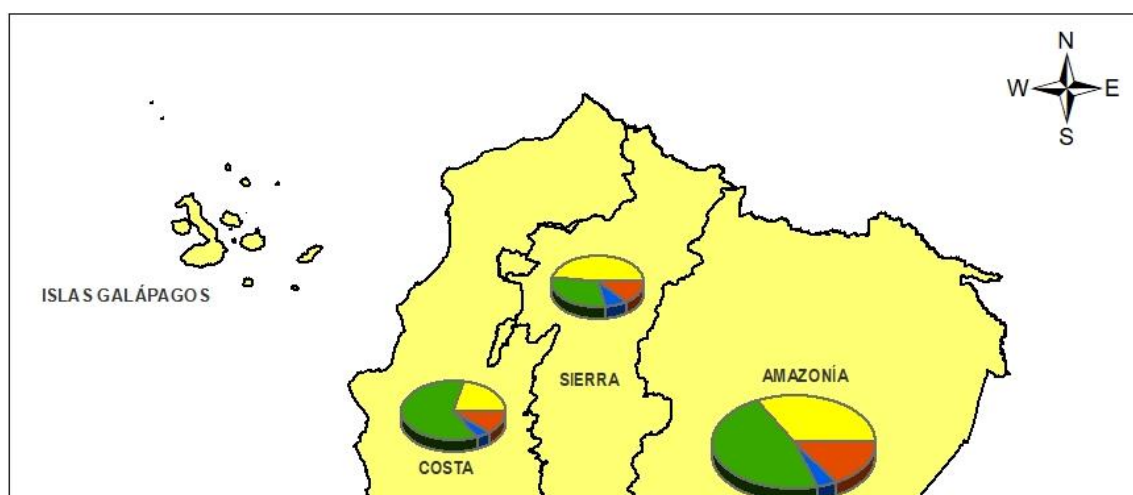 N
W E
S
ISLAS GALÁPAGOS
SIERRA
AMAZONÍA
COSTA